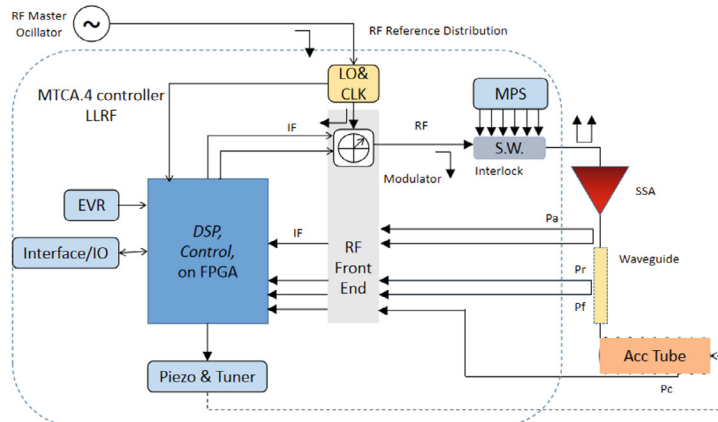 RF Master
Ocillator
RF Reference Distribution
LO&
CLK
MTCA.4 controller
LLRF
MPS
IF
RF
S.W.
Modulator
Interlock
SSA
EVR
DSP,
Control,
on FPGA
Interface/IO
IF
RF
Front
End
Pa
Waveguide
Pr
Pf
Acc Tube
Piezo & Tuner
Pc